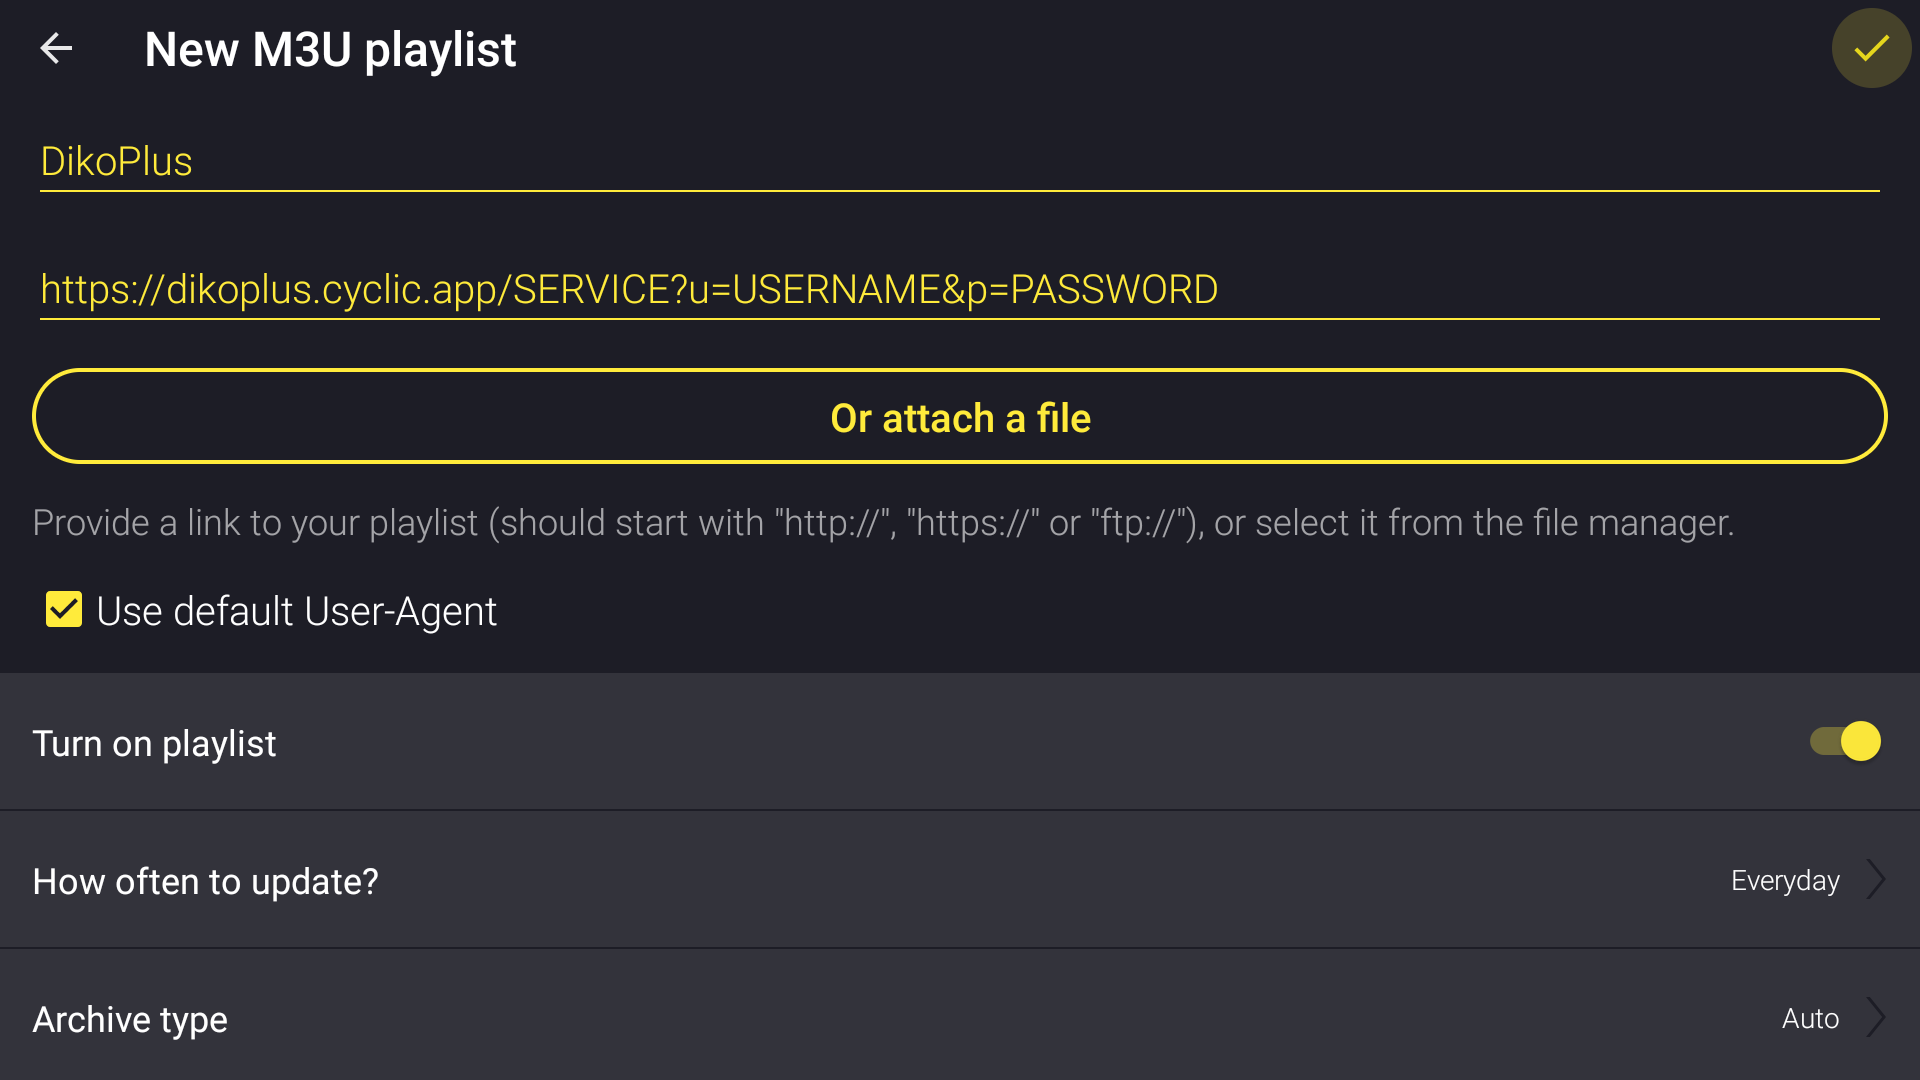 New M3U playlist
DikoPlus
https://dikoplus.cyclic.app/SERVICE?u=USERNAME&p=PASSWORD
Or attach a file
Provide a link to your playlist (should start with "http://", "https://" or "ftp://"), or select it from the file manager.
Use default User-Agent
Turn on playlist
How often to update? Everyday
Archive type Auto